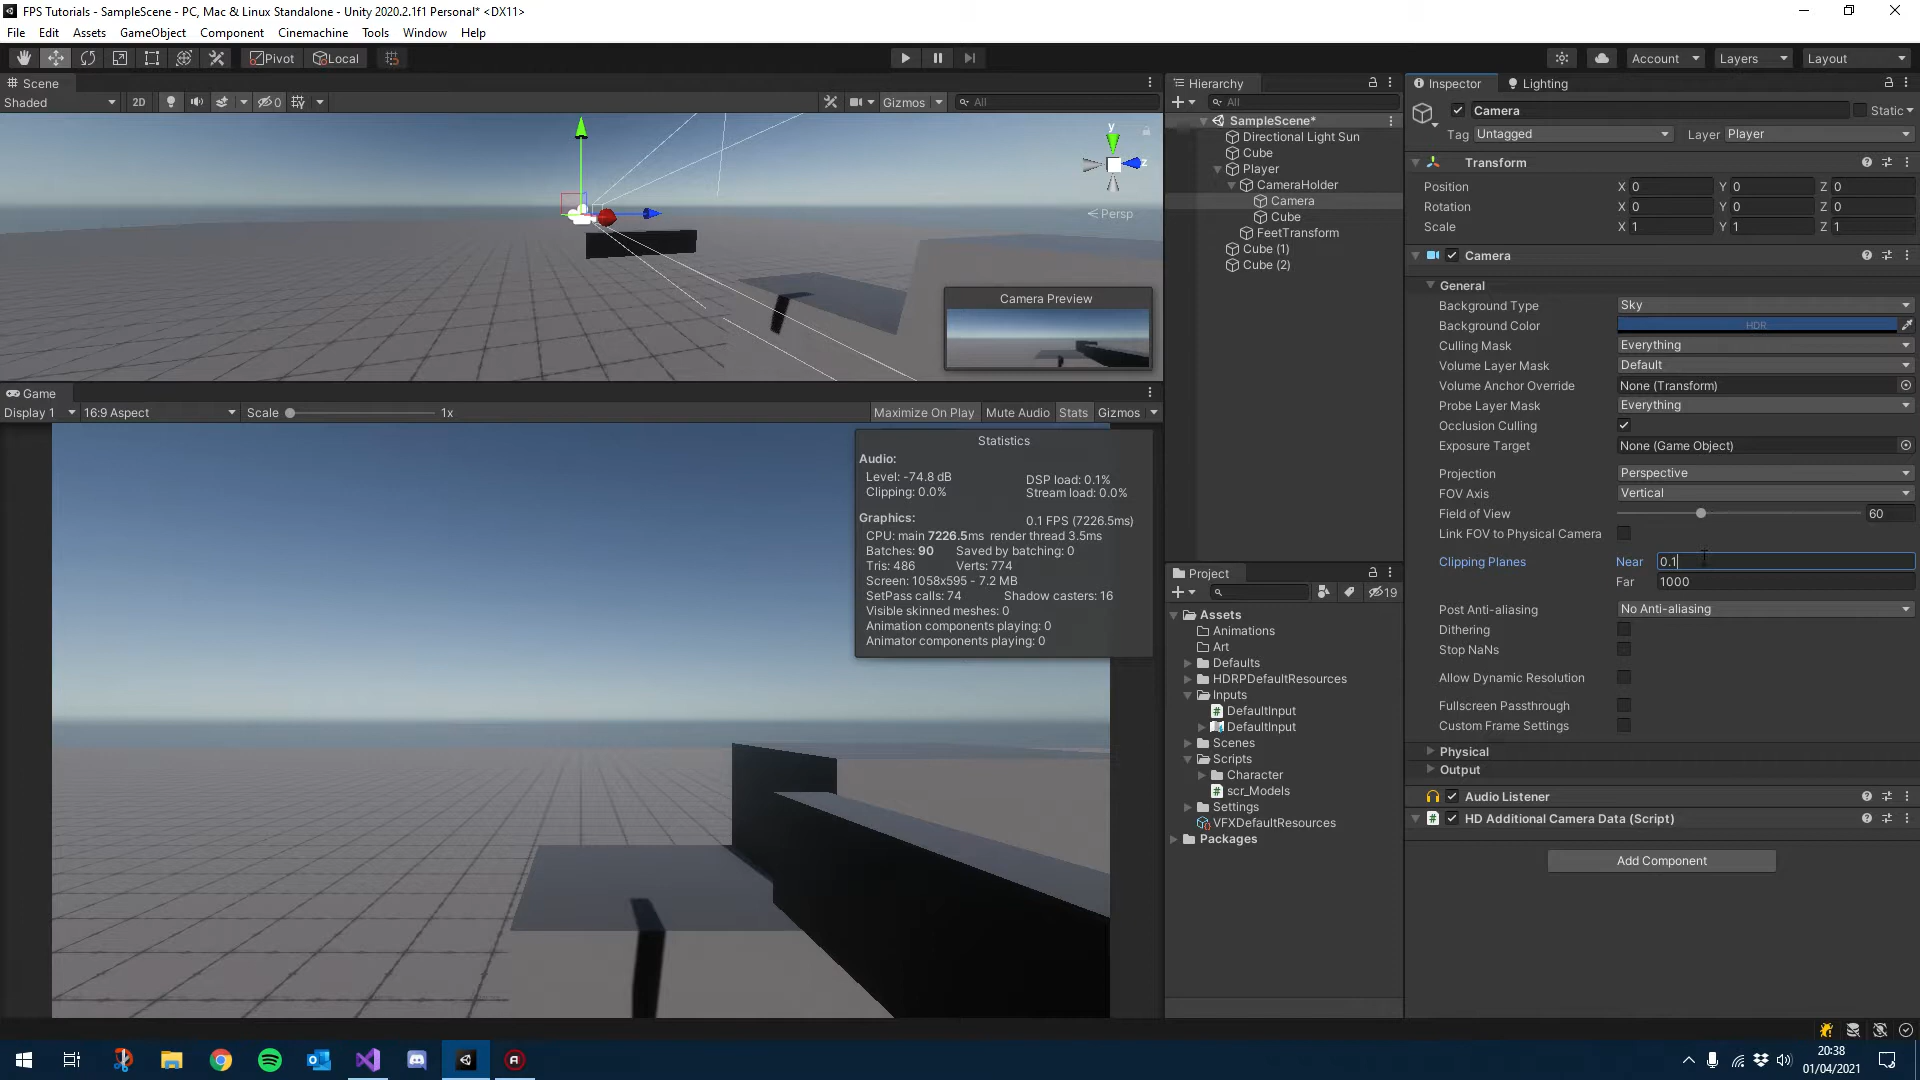 FPS Tutorials - SampleScene - PC, Mac & Linux Standalone - Unity 2020.2.1f1 Personal* <DX11>
File Edit Assets GameObject Component Cinemachine Tools Window Help
Pivot Local Account Layers Layout
Scene
Shaded 2D 0 Gizmos All
y
z
Persp
Camera Preview
Game
Display 1 16:9 Aspect Scale 1x Maximize On Play Mute Audio Stats Gizmos
Statistics
Audio:
Level: -74.8 dB DSP load: 0.1%
Clipping: 0.0% Stream load: 0.0%
Graphics: 0.1 FPS (7226.5ms)
CPU: main 7226.5ms render thread 3.5ms
Batches: 90 Saved by batching: 0
Tris: 486 Verts: 774
Screen: 1058x595 - 7.2 MB
SetPass calls: 74 Shadow casters: 16
Visible skinned meshes: 0
Animation components playing: 0
Animator components playing: 0
Hierarchy
All
SampleScene*
Directional Light Sun
Cube
Player
CameraHolder
Camera
Cube
FeetTransform
Cube (1)
Cube (2)
Project
19
Assets
Animations
Art
Defaults
HDRPDefaultResources
Inputs
DefaultInput
DefaultInput
Scenes
Scripts
Character
scr_Models
Settings
VFXDefaultResources
Packages
Inspector Lighting
Camera Static
Tag Untagged Layer Player
Transform
Position X 0 Y 0 Z 0
Rotation X 0 Y 0 Z 0
Scale X 1 Y 1 Z 1
Camera
General
Background Type Sky
Background Color HDR
Culling Mask Everything
Volume Layer Mask Default
Volume Anchor Override None (Transform)
Probe Layer Mask Everything
Occlusion Culling
Exposure Target None (Game Object)
Projection Perspective
FOV Axis Vertical
Field of View 60
Link FOV to Physical Camera
Clipping Planes Near 0.1
Far 1000
Post Anti-aliasing No Anti-aliasing
Dithering
Stop NaNs
Allow Dynamic Resolution
Fullscreen Passthrough
Custom Frame Settings
Physical
Output
Audio Listener
HD Additional Camera Data (Script)
Add Component
20:38
01/04/2021